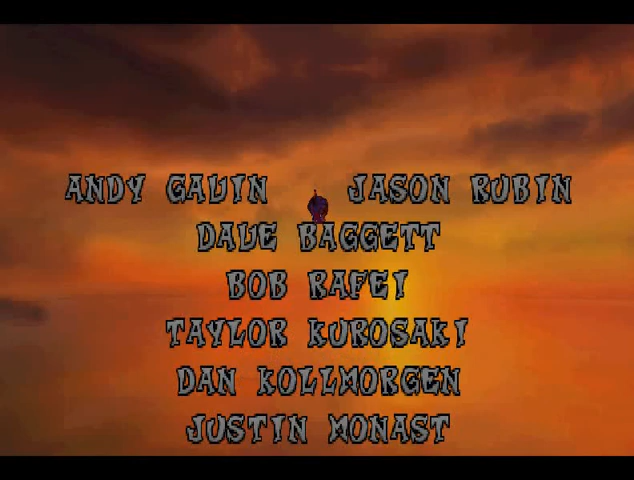 ANDY GAVIN JASON RUBIN
DAVE BAGGETT
BOB RAFEI
TAYLOR KUROSAKI
DAN KOLLMORGEN
JUSTIN MONAST